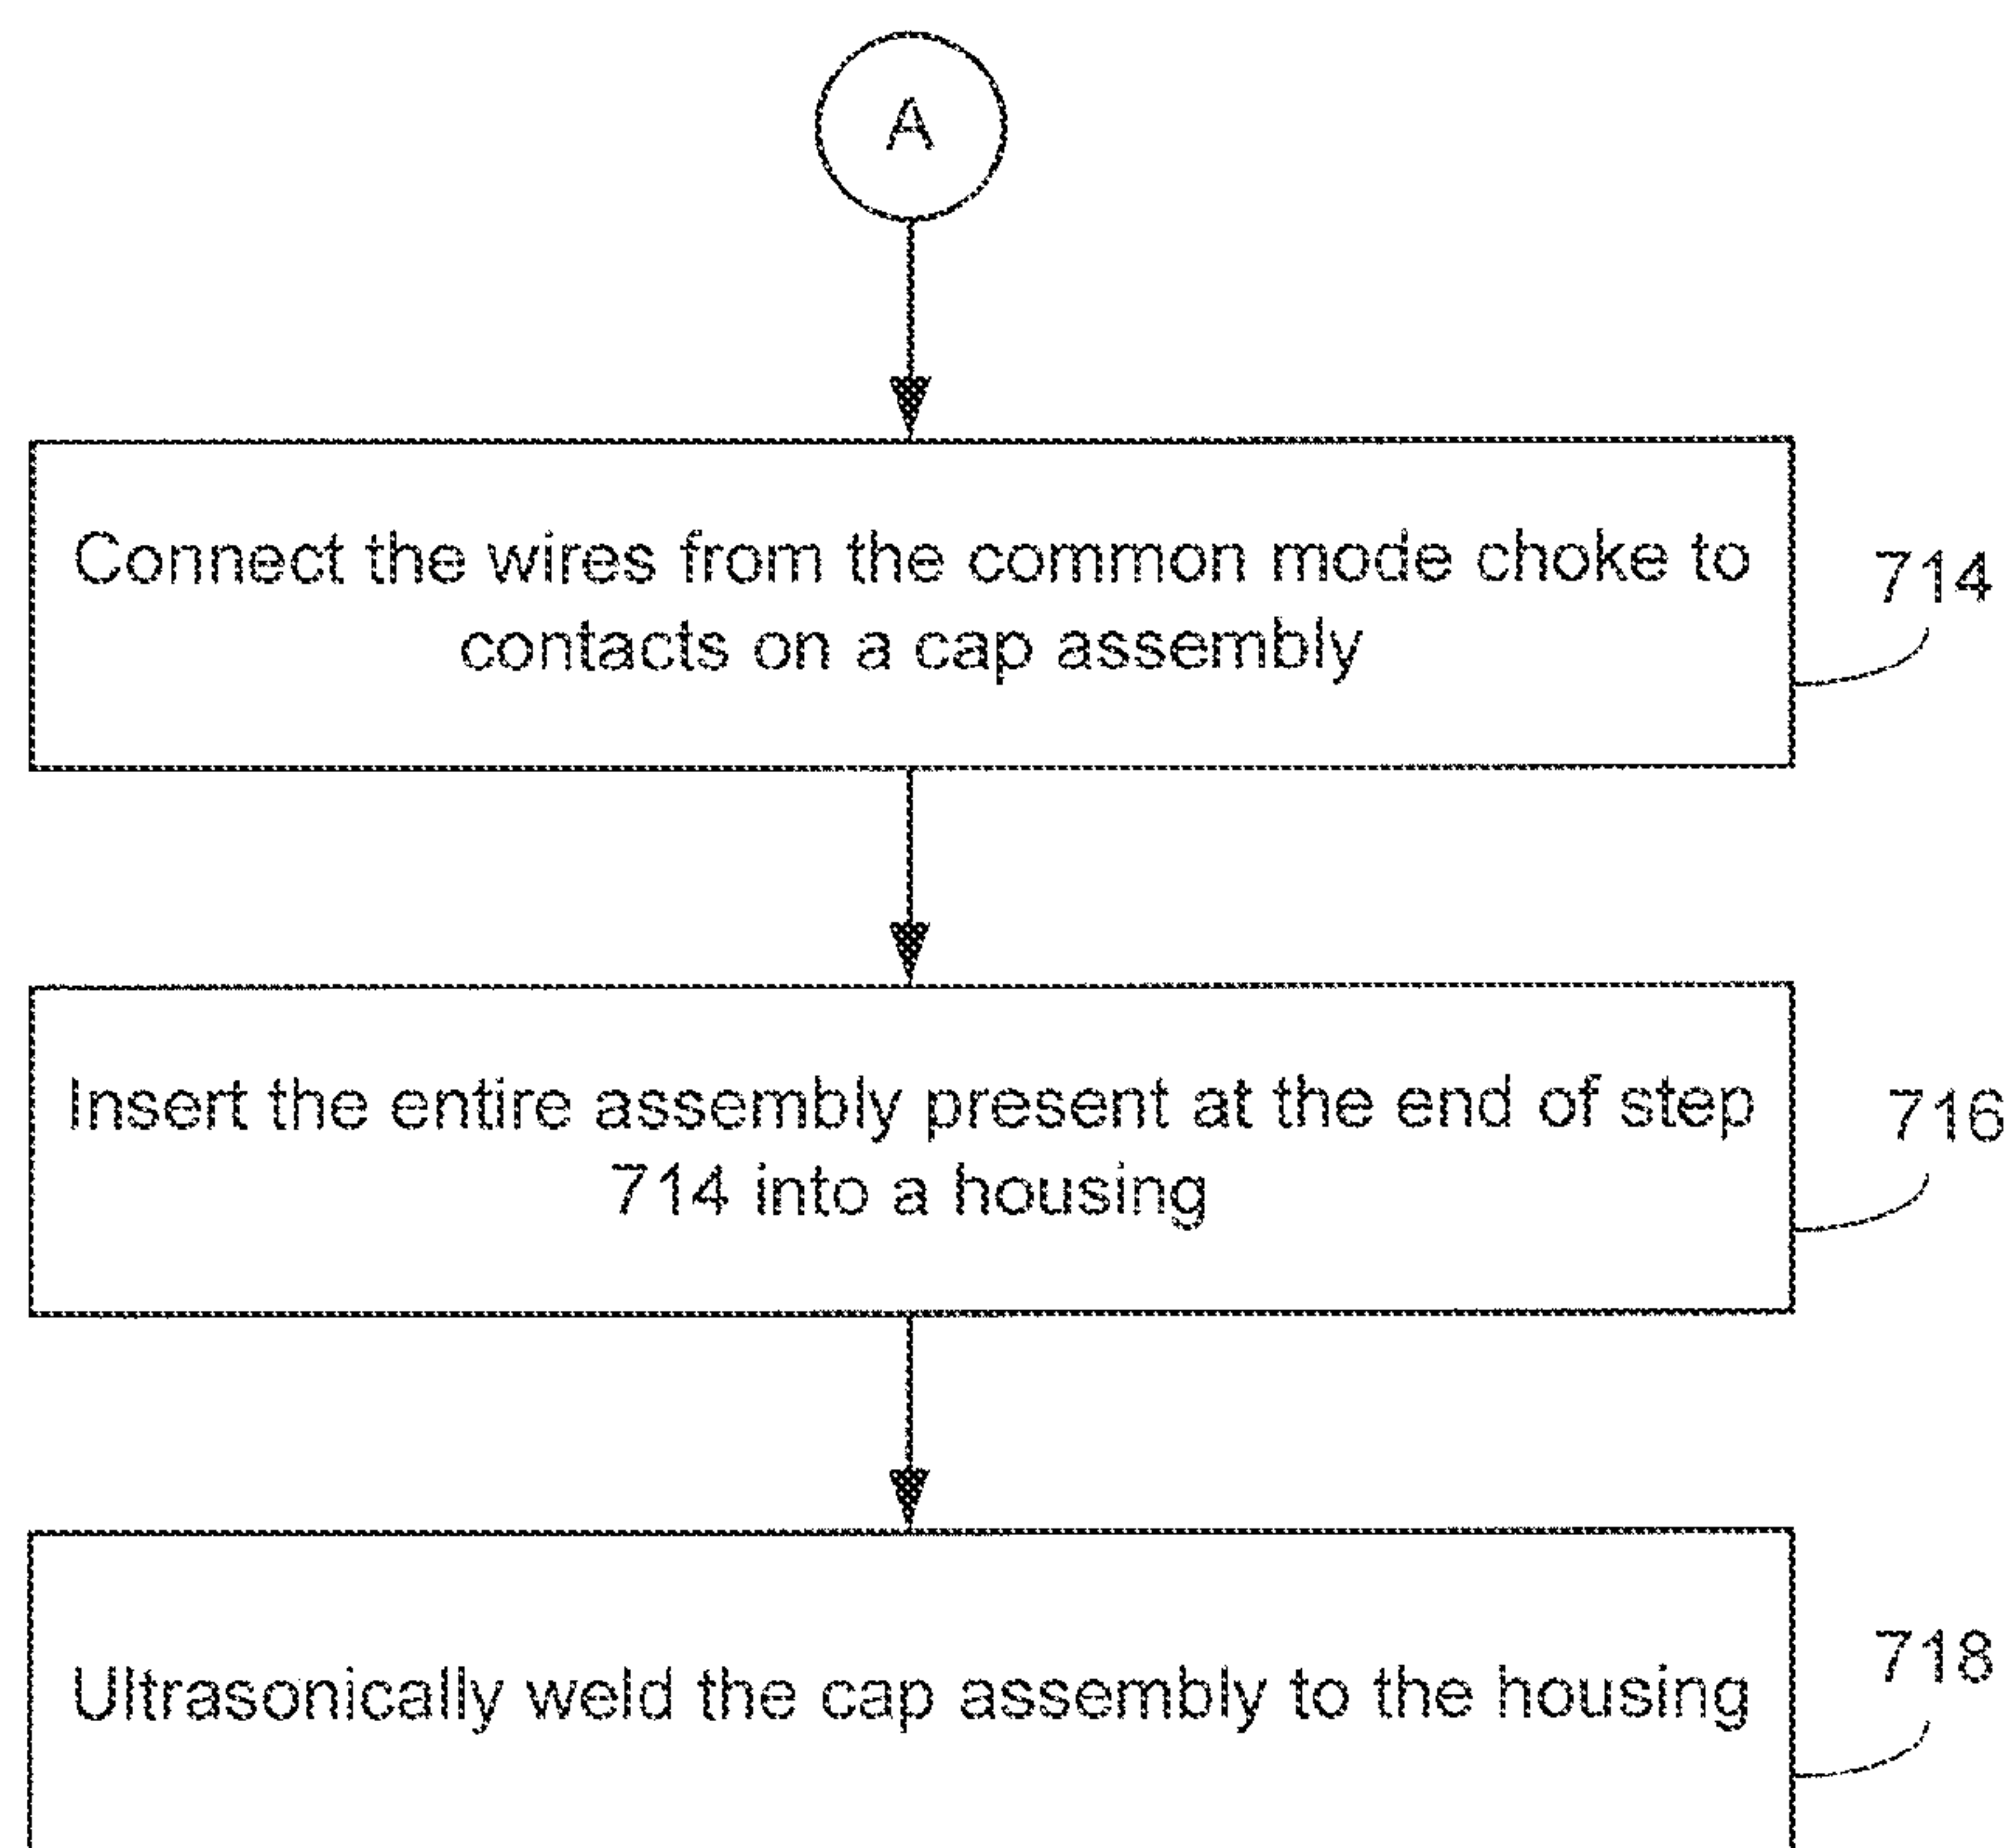 A
Connect the wires from the common mode choke to
contacts on a cap assembly
714
Insert the entire assembly present at the end of step
714 into a housing
716
Ultrasonically weld the cap assembly to the housing
718